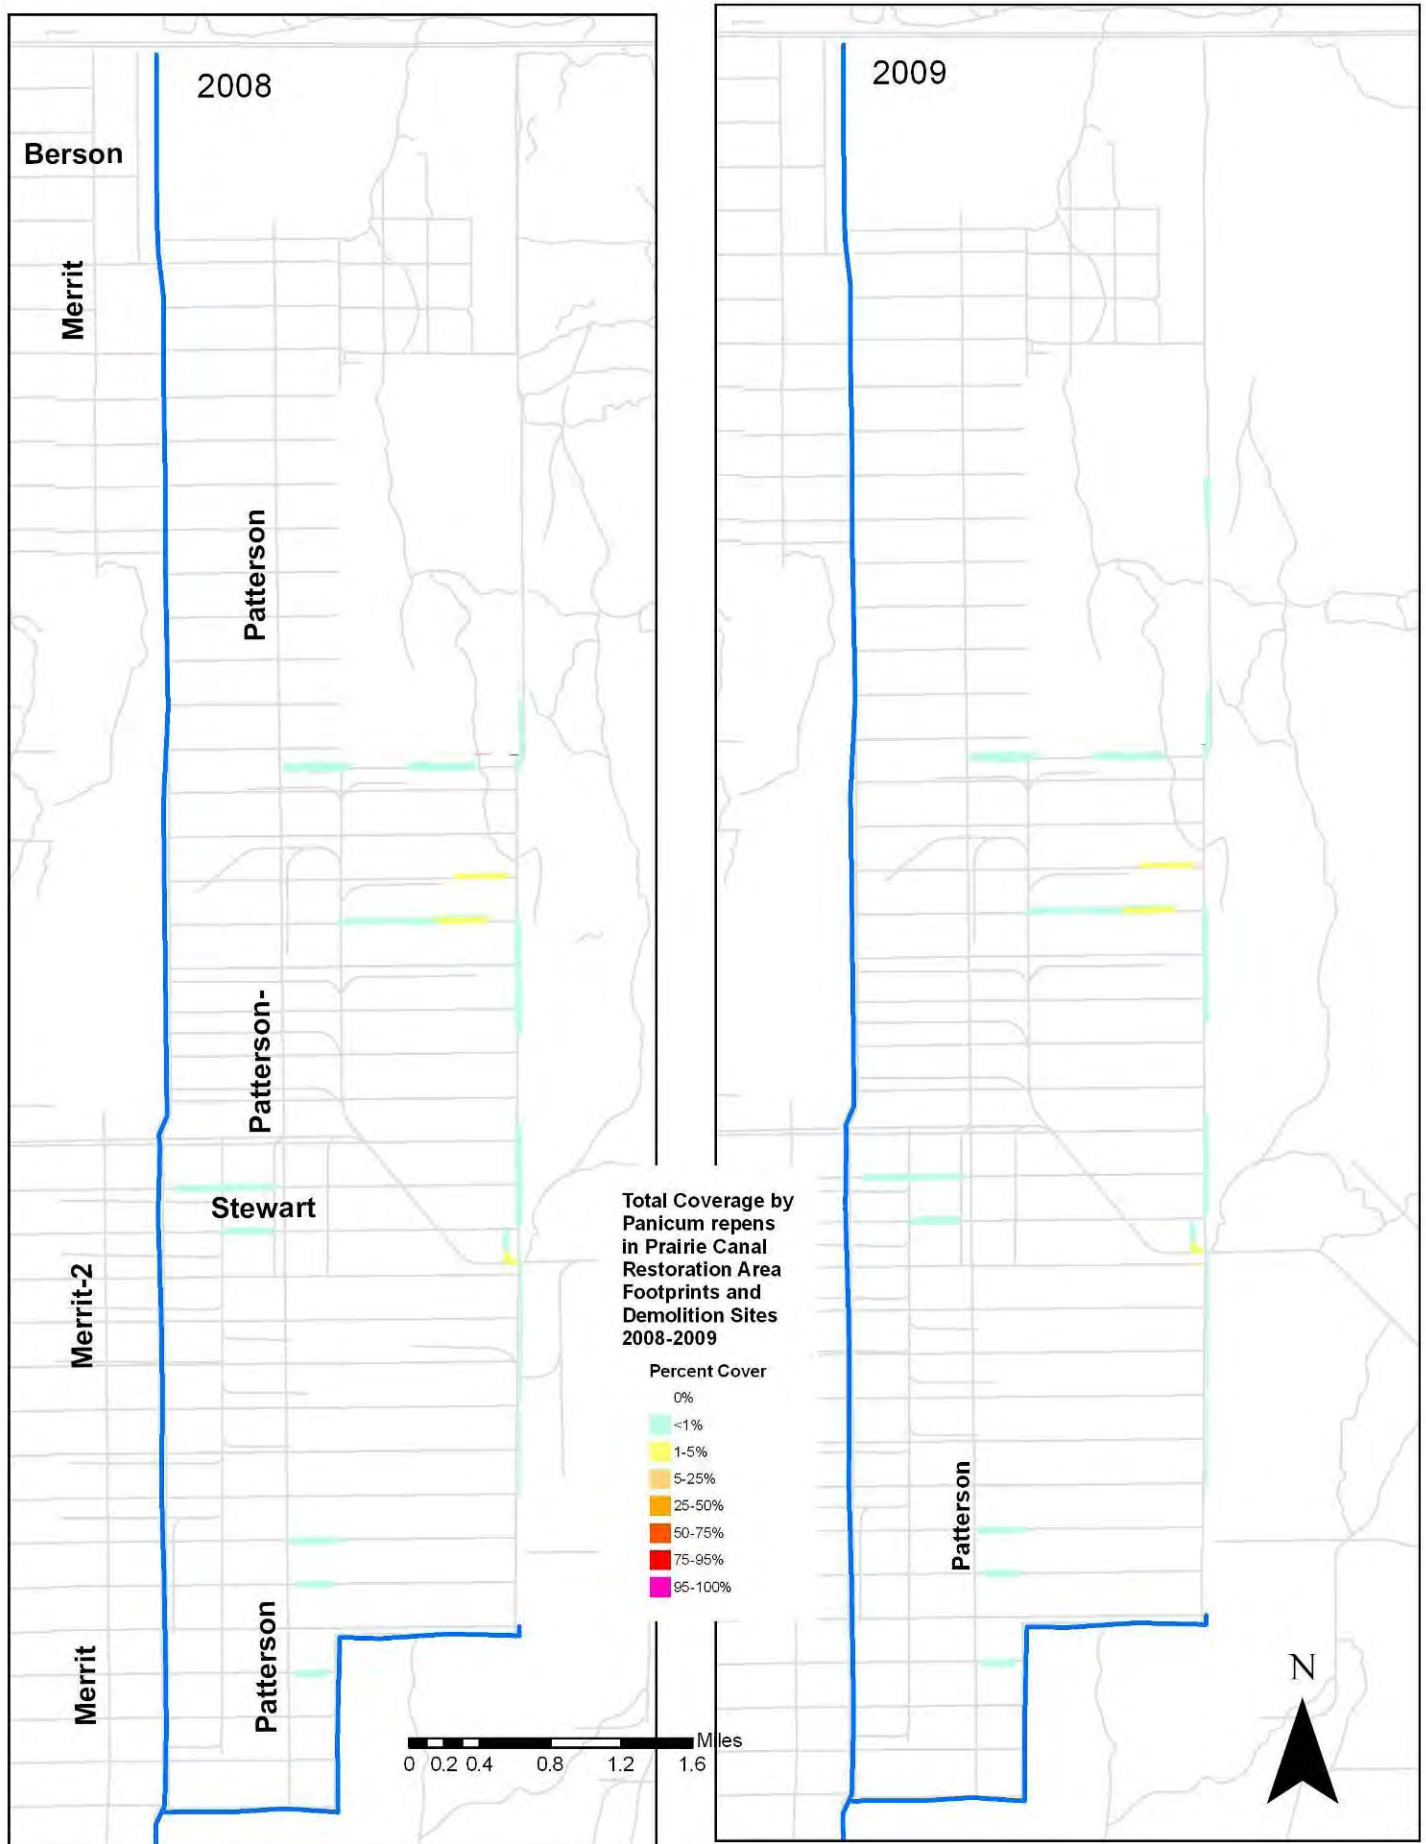 2008
Berson
Merrit
Patterson
Patterson-
Stewart
Merrit-2
Merrit
Patterson
2009
Patterson
Total Coverage by
Panicum repens
in Prairie Canal
Restoration Area
Footprints and
Demolition Sites
2008-2009
Percent Cover
0%
<1%
1-5%
5-25%
25-50%
50-75%
75-95%
95-100%
Miles
0 0.2 0.4 0.8 1.2 1.6
N